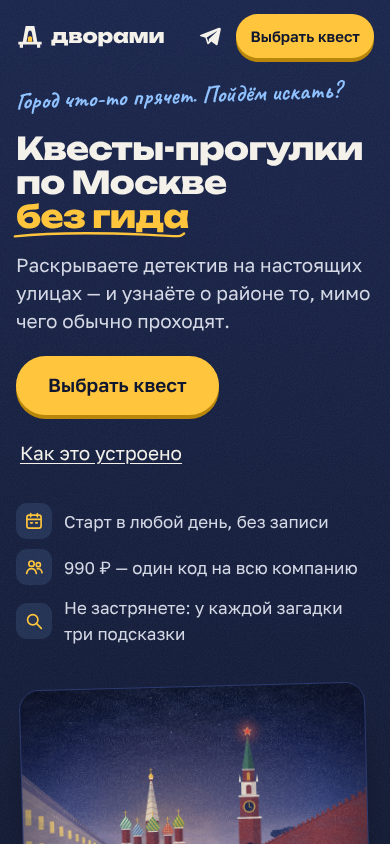 дворами
Выбрать квест
Город что-то прячет. Пойдём искать?
Квесты-прогулки
по Москве
без гида
Раскрываете детектив на настоящих
улицах — и узнаёте о районе то, мимо
чего обычно проходят.
Выбрать квест
Как это устроено
Старт в любой день, без записи
990 ₽ — один код на всю компанию
Не застрянете: у каждой загадки
три подсказки